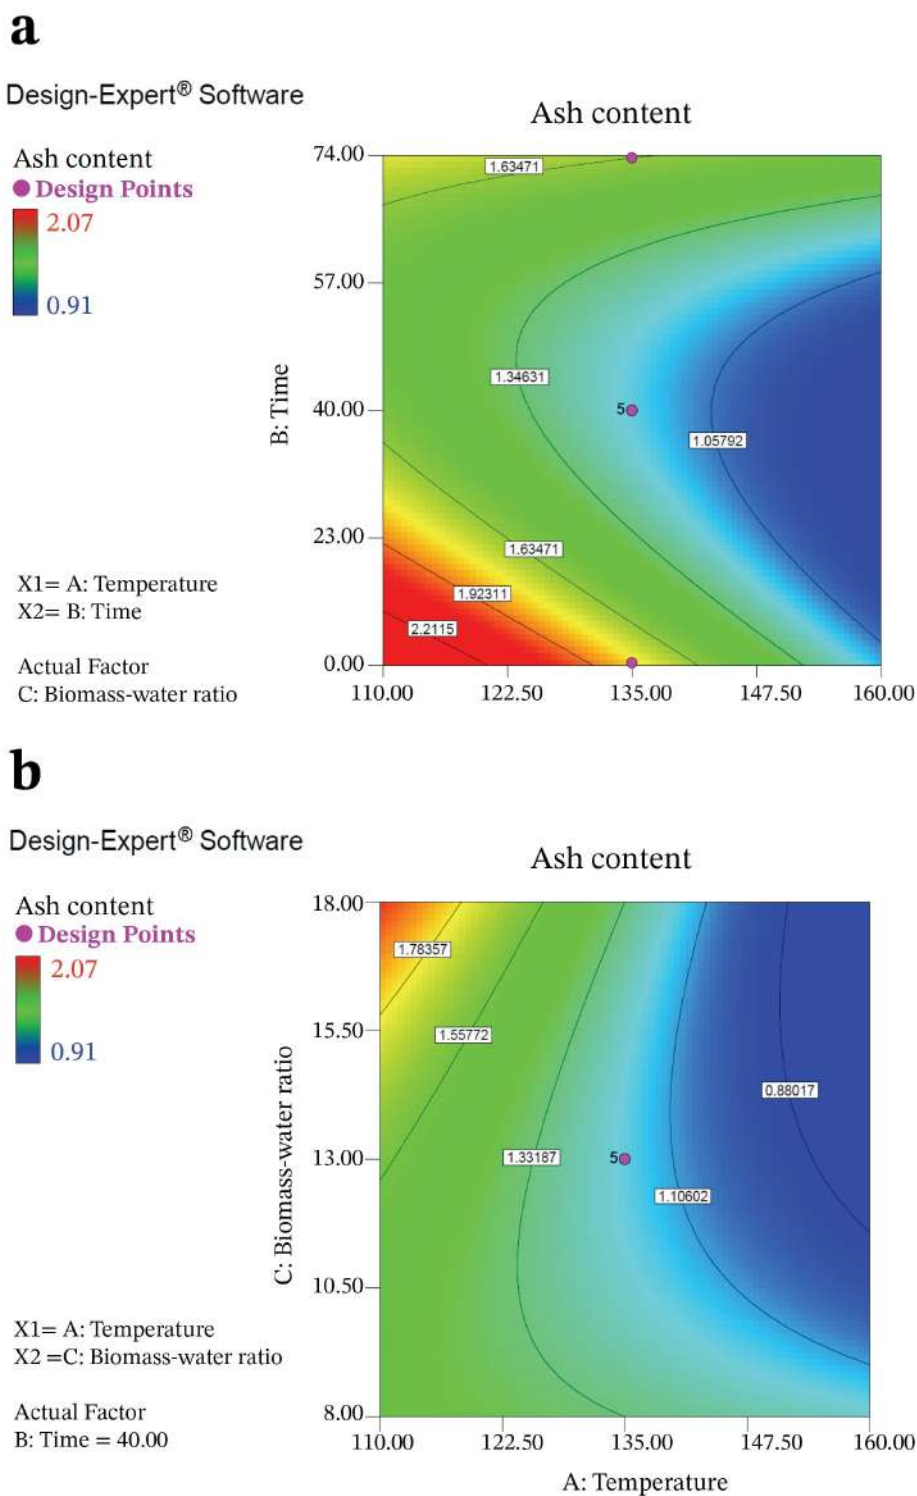 a
Design-Expert® Software
Ash content
Design Points
2.07
0.91
X1= A: Temperature
X2= B: Time
Actual Factor
C: Biomass-water ratio
Ash content
B: Time
74.00
57.00
40.00
23.00
0.00
110.00 122.50 135.00 147.50 160.00
1.63471
1.34631
5
1.05792
1.63471
1.92311
2.2115
b
Design-Expert® Software
Ash content
Design Points
2.07
0.91
X1= A: Temperature
X2 =C: Biomass-water ratio
Actual Factor
B: Time = 40.00
Ash content
C: Biomass-water ratio
18.00
15.50
13.00
10.50
8.00
110.00 122.50 135.00 147.50 160.00
A: Temperature
1.78357
1.55772
0.88017
1.33187
5
1.10602